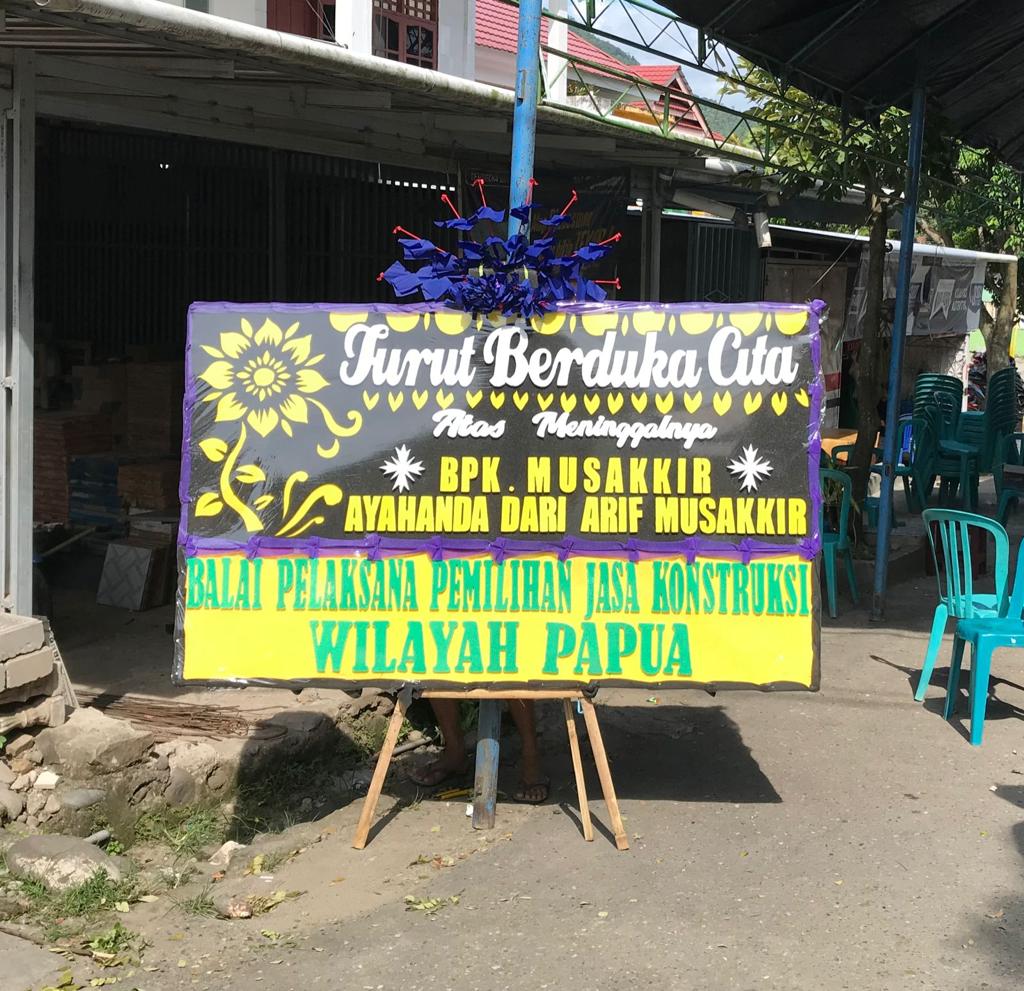 Turut Berduka Cita
Atas Meninggalnya
BPK. MUSAKKIR
AYAHANDA DARI ARIF MUSAKKIR
BALAI PELAKSANA PEMILIHAN JASA KONSTRUKSI
WILAYAH PAPUA